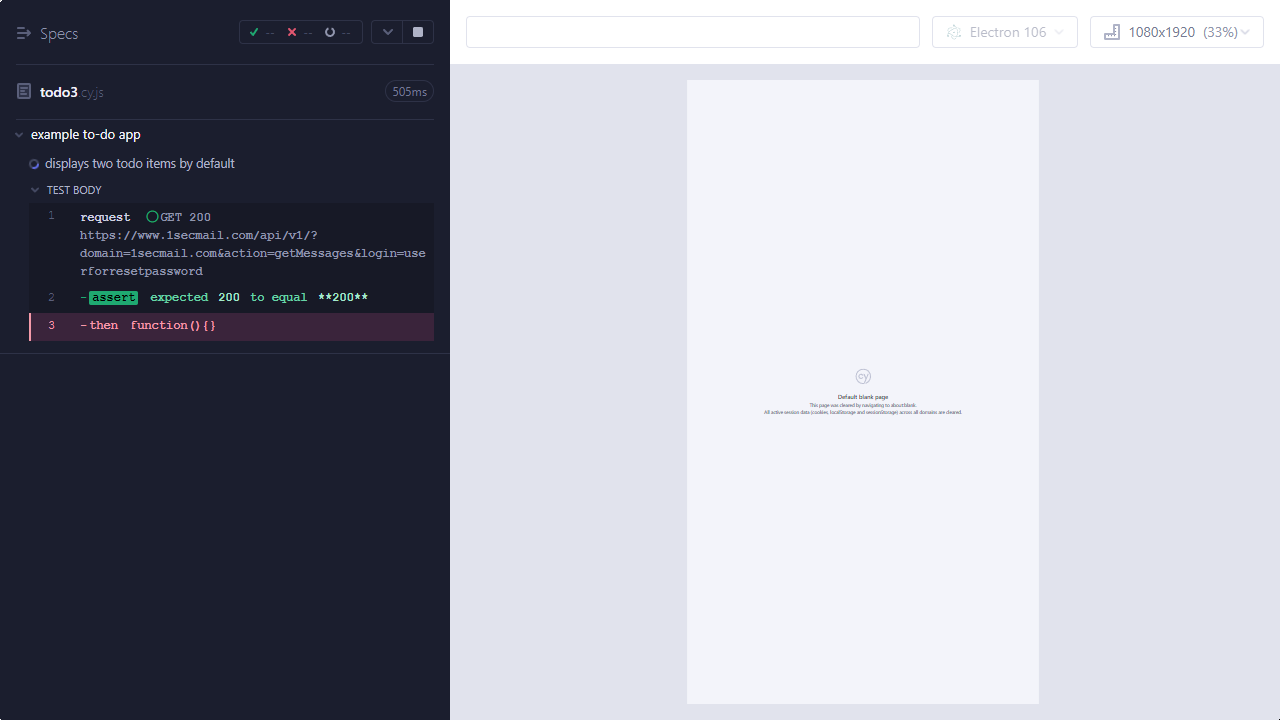 Specs
-- -- --
Electron 106
1080x1920 (33%)
todo3.cy.js
505ms
example to-do app
displays two todo items by default
TEST BODY
1 request GET 200
https://www.1secmail.com/api/v1/?
domain=1secmail.com&action=getMessages&login=use
rforresetpassword
2 -assert expected 200 to equal **200**
3 -then function(){}
cy
Default blank page
This page was cleared by navigating to about:blank.
All active session data (cookies, localStorage and sessionStorage) across all domains are cleared.